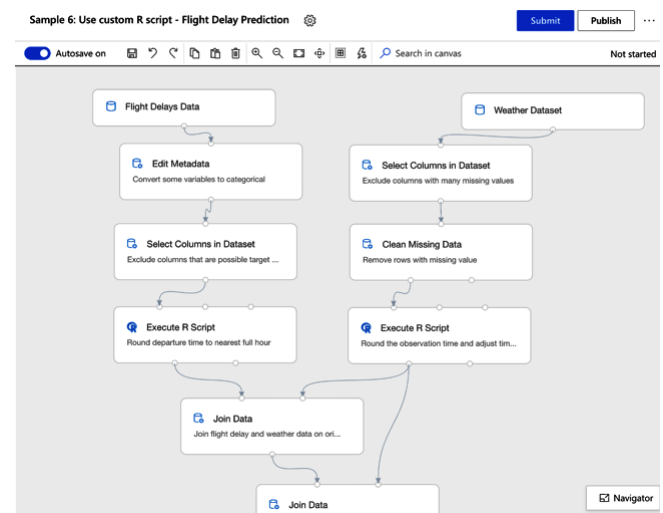 Sample 6: Use custom R script - Flight Delay Prediction
Submit
Publish
Autosave on
Search in canvas
Not started
Flight Delays Data
Weather Dataset
Edit Metadata
Convert some variables to categorical
Select Columns in Dataset
Exclude columns with many missing values
Select Columns in Dataset
Exclude columns that are possible target ...
Clean Missing Data
Remove rows with missing value
Execute R Script
Round departure time to nearest full hour
Execute R Script
Round the observation time and adjust tim...
Join Data
Join flight delay and weather data on ori...
Join Data
Navigator